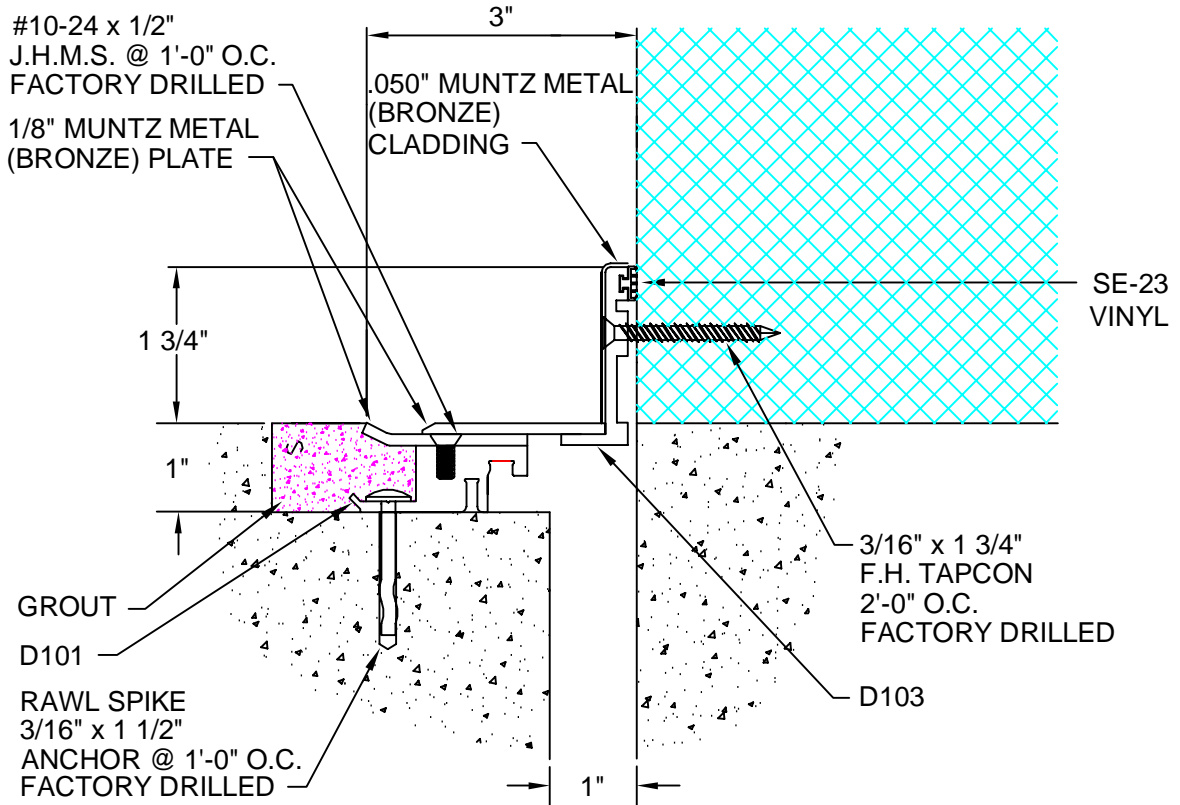 #10-24 x 1/2"
J.H.M.S. @ 1'-0" O.C.
FACTORY DRILLED
1/8" MUNTZ METAL
(BRONZE) PLATE
3"
.050" MUNTZ METAL
(BRONZE)
CLADDING
SE-23
VINYL
1 3/4"
1"
GROUT
D101
RAWL SPIKE
3/16" x 1 1/2"
ANCHOR @ 1'-0" O.C.
FACTORY DRILLED
3/16" x 1 3/4"
F.H. TAPCON
2'-0" O.C.
FACTORY DRILLED
D103
1"